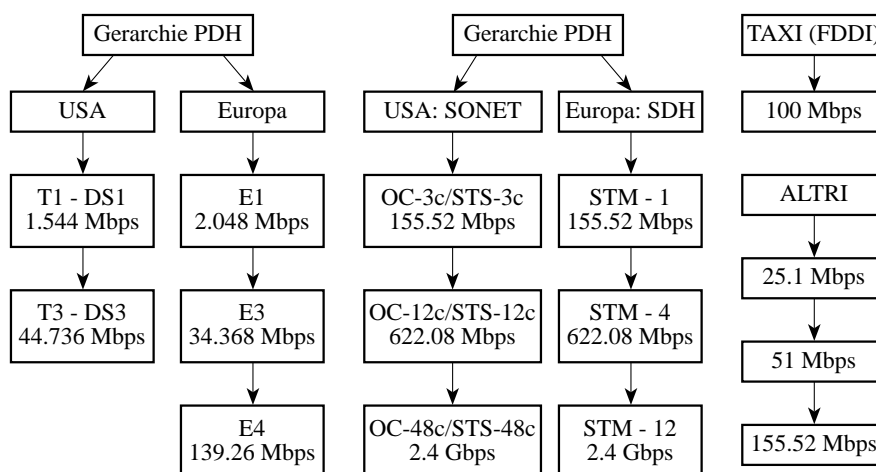 Gerarchie PDH
USA
Europa
T1 - DS1
1.544 Mbps
E1
2.048 Mbps
T3 - DS3
44.736 Mbps
E3
34.368 Mbps
E4
139.26 Mbps
Gerarchie PDH
USA: SONET
Europa: SDH
OC-3c/STS-3c
155.52 Mbps
STM - 1
155.52 Mbps
OC-12c/STS-12c
622.08 Mbps
STM - 4
622.08 Mbps
OC-48c/STS-48c
2.4 Gbps
STM - 12
2.4 Gbps
TAXI (FDDI)
100 Mbps
ALTRI
25.1 Mbps
51 Mbps
155.52 Mbps